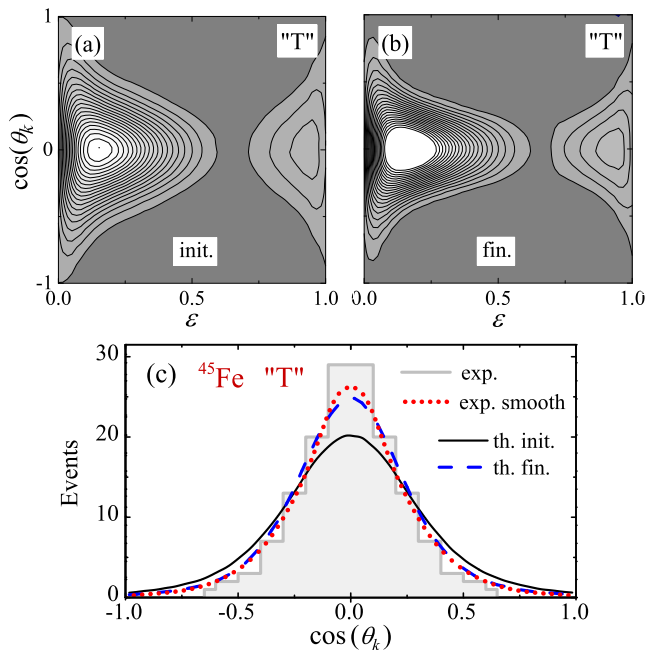 (a) "T" (b) "T"
cos(θₖ)
1
0
-1
init. fin.
0.0 0.5 1.0 0.0 0.5 1.0
ε ε
(c) ⁴⁵Fe "T"
exp.
exp. smooth
th. init.
th. fin.
Events
30
20
10
0
-1.0 -0.5 0.0 0.5 1.0
cos(θₖ)